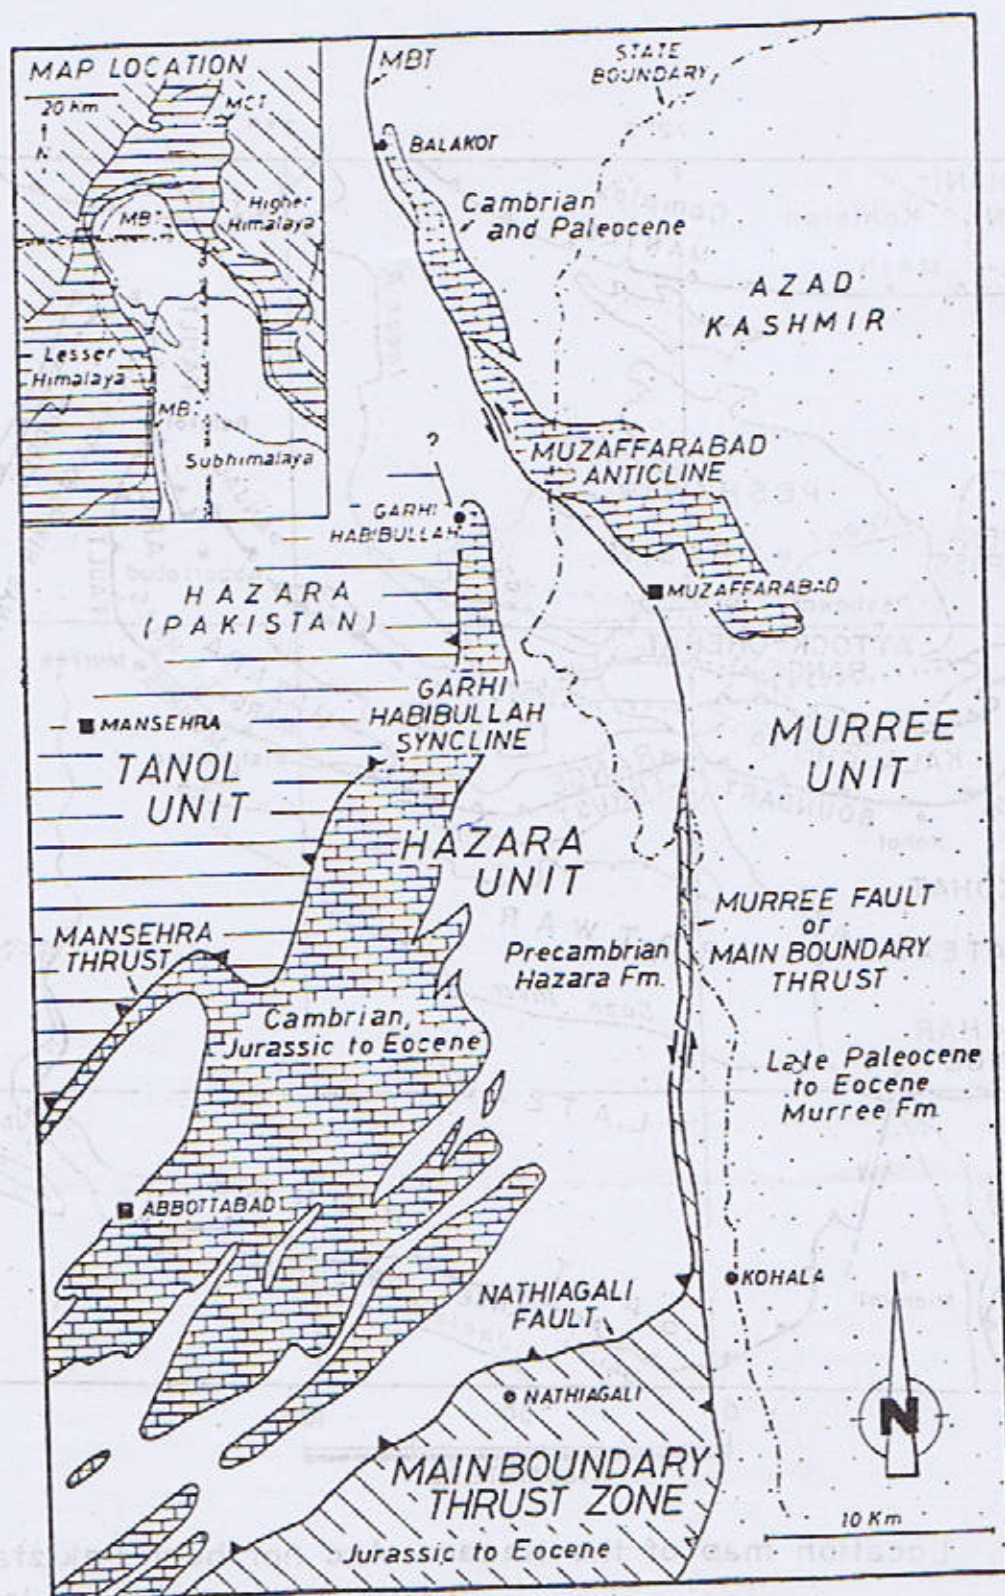 MAP LOCATION
20 Km
N
MCT
MBT
Higher
Himalaya
Lesser
Himalaya
MBT
Subhimalaya
MBT
STATE
BOUNDARY
BALAKOT
Cambrian
and Paleocene
AZAD
KASHMIR
?
MUZAFFARABAD
ANTICLINE
GARHI
HABIBULLAH
MUZAFFARABAD
HAZARA
(PAKISTAN)
GARHI
HABIBULLAH
SYNCLINE
MANSEHRA
TANOL
UNIT
MURREE
UNIT
HAZARA
UNIT
MANSEHRA
THRUST
Precambrian
Hazara Fm.
MURREE FAULT
or
MAIN BOUNDARY
THRUST
Cambrian,
Jurassic to Eocene
Late Paleocene
to Eocene
Murree Fm.
ABBOTTABAD
KOHALA
NATHIAGALI
FAULT
NATHIAGALI
N
MAIN BOUNDARY
THRUST ZONE
10 Km
Jurassic to Eocene